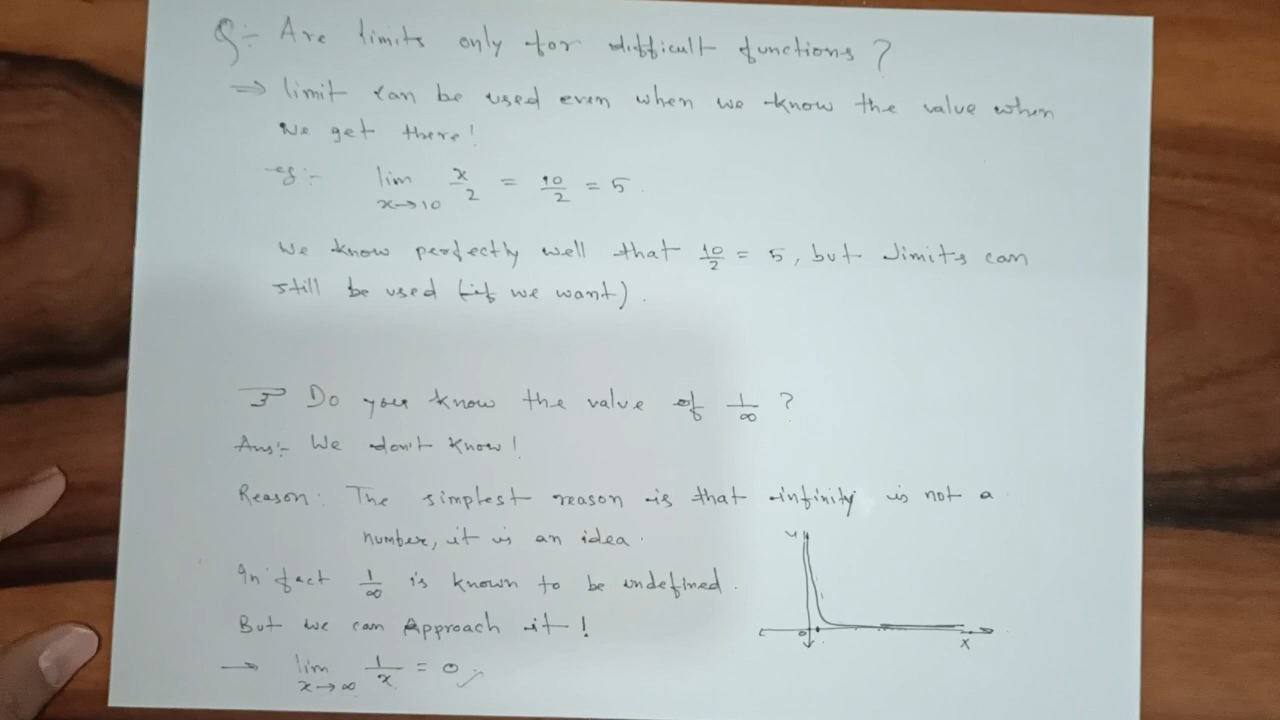 Q:- Are limits only for difficult functions?
⇒ limit can be used even when we know the value when
we get there!
eg:- lim x→10 x/2 = 10/2 = 5.
We know perfectly well that 10/2 = 5, but limits can
still be used (if we want).
Do you know the value of 1/∞ ?
Ans:- We don't know!
Reason: The simplest reason is that infinity is not a
number, it is an idea.
In fact 1/∞ is known to be undefined.
But we can Approach it!
→ lim x→∞ 1/x = 0
y
0
x